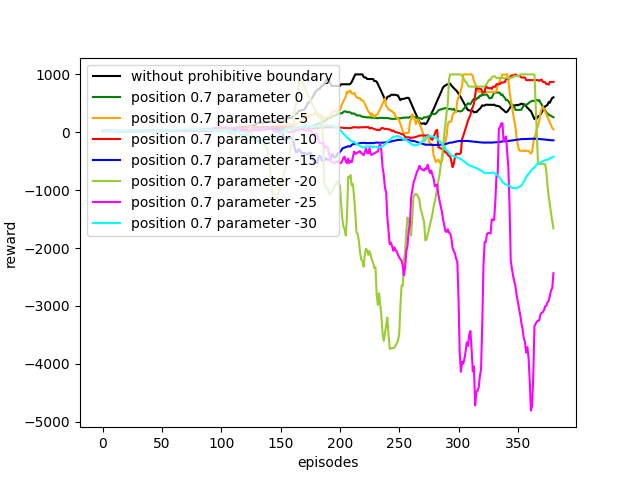 1000
0
−1000
−2000
−3000
−4000
−5000
reward
without prohibitive boundary
position 0.7 parameter 0
position 0.7 parameter -5
position 0.7 parameter -10
position 0.7 parameter -15
position 0.7 parameter -20
position 0.7 parameter -25
position 0.7 parameter -30
0 50 100 150 200 250 300 350
episodes